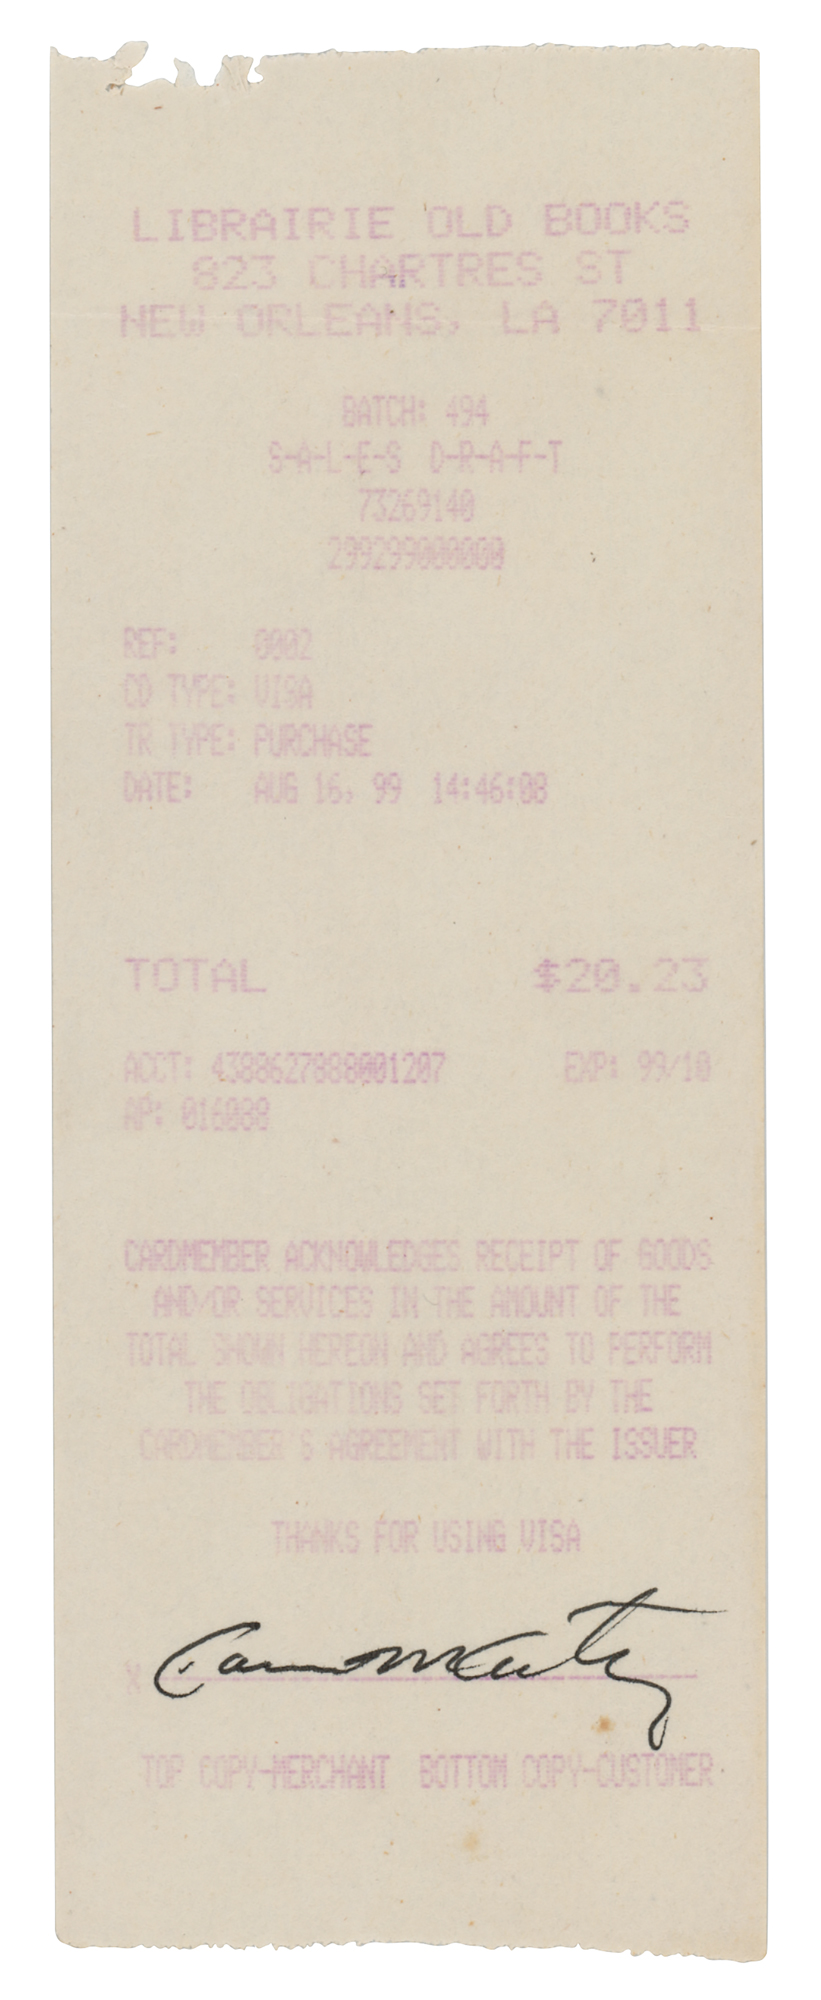 LIBRAIRIE OLD BOOKS
823 CHARTRES ST
NEW ORLEANS, LA 7011
BATCH: 494
S-A-L-E-S D-R-A-F-T
73269140
299299000000
REF: 0002
CD TYPE: VISA
TR TYPE: PURCHASE
DATE: AUG 16, 99 14:46:08
TOTAL $20.23
ACCT: 4388627888001207 EXP: 99/10
AP: 016088
CARDMEMBER ACKNOWLEDGES RECEIPT OF GOODS
AND/OR SERVICES IN THE AMOUNT OF THE
TOTAL SHOWN HEREON AND AGREES TO PERFORM
THE OBLIGATIONS SET FORTH BY THE
CARDMEMBER'S AGREEMENT WITH THE ISSUER
THANKS FOR USING VISA
X
TOP COPY-MERCHANT BOTTOM COPY-CUSTOMER